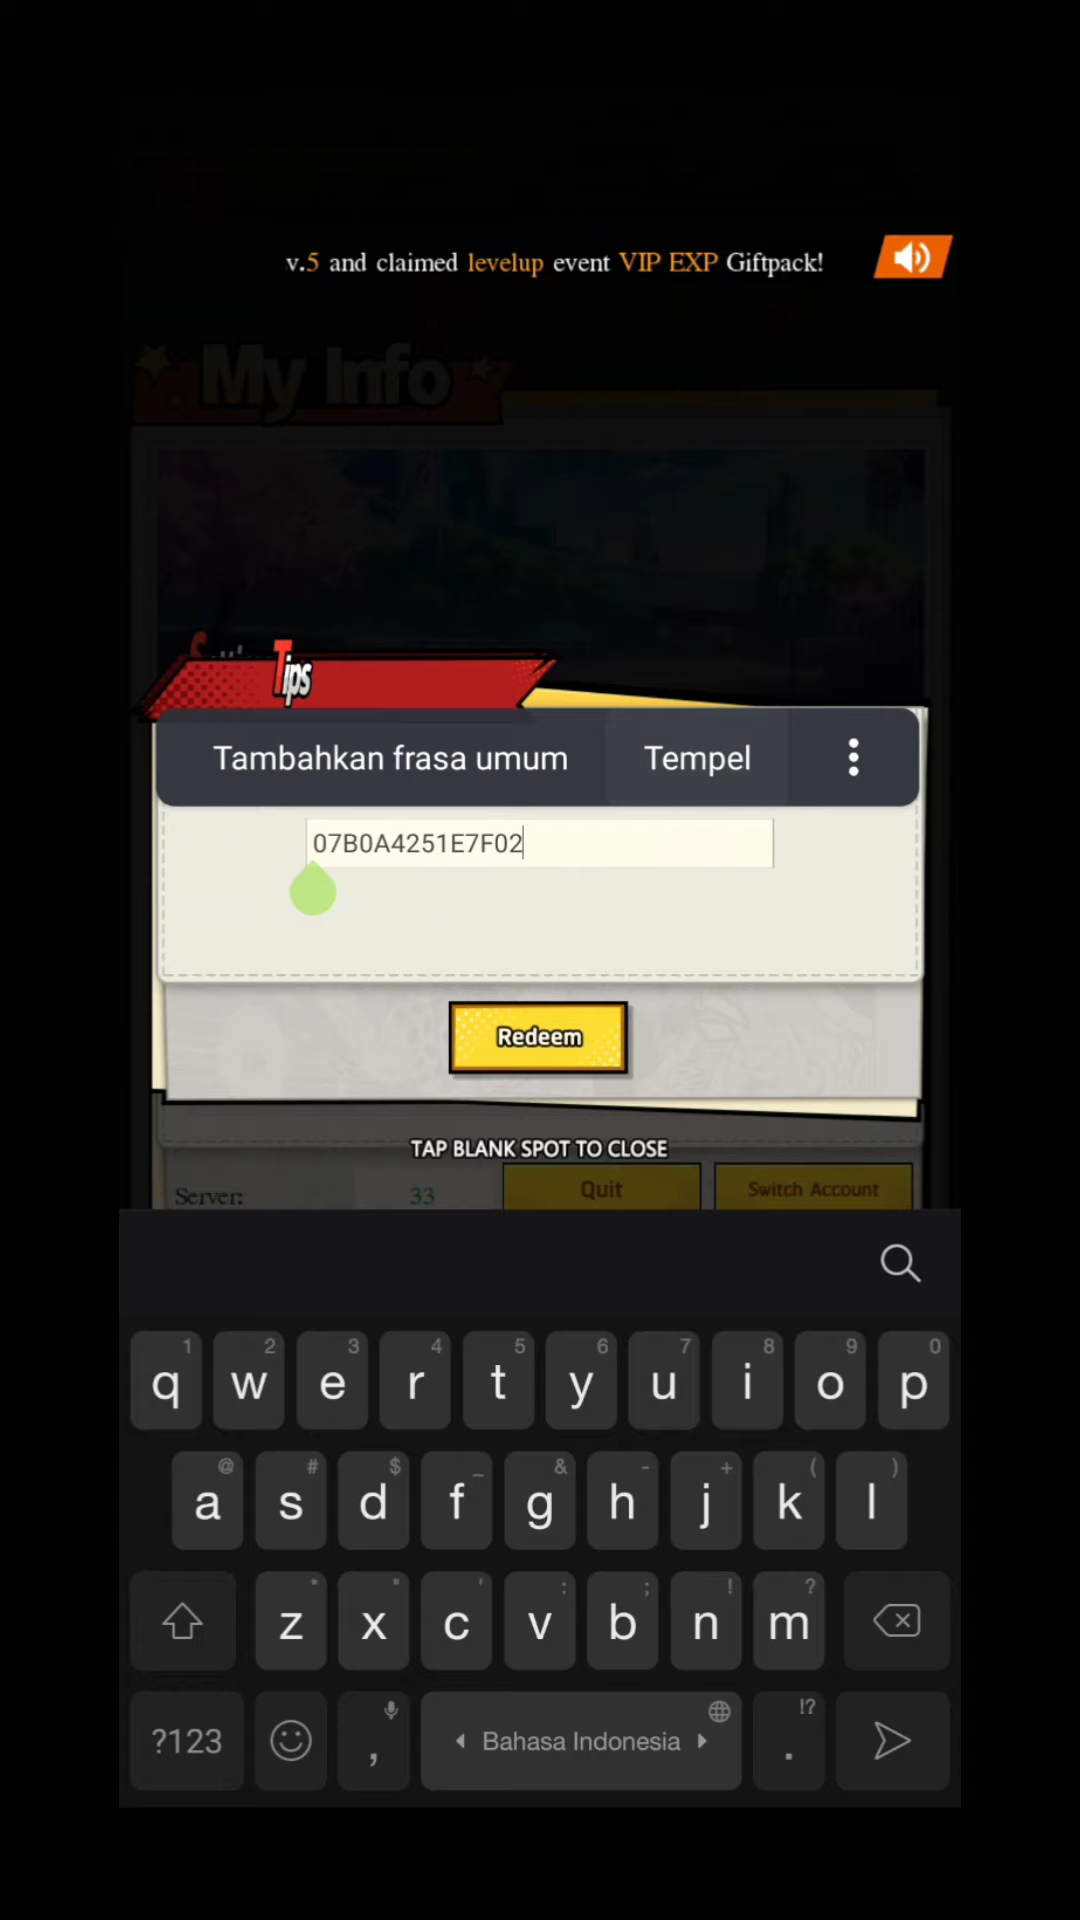 v.5 and claimed levelup event VIP EXP Giftpack!
My Info
Tips
Tambahkan frasa umum Tempel
07B0A4251E7F02
Redeem
TAP BLANK SPOT TO CLOSE
Server: 33 Quit Switch Account
1 2 3 4 5 6 7 8 9 0
q w e r t y u i o p
@ # $ _ & - + ( )
a s d f g h j k l
* " ' : ; ! ?
z x c v b n m
!?
?123 , Bahasa Indonesia .